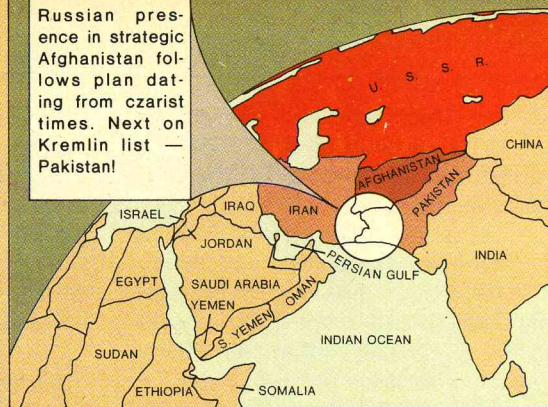 Russian pres-
ence in strategic
Afghanistan fol-
lows plan dat-
ing from czarist
times. Next on
Kremlin list —
Pakistan!
U. S. S. R.
CHINA
AFGHANISTAN
PAKISTAN
ISRAEL
IRAQ
IRAN
JORDAN
PERSIAN GULF
INDIA
EGYPT
SAUDI ARABIA
OMAN
YEMEN
S. YEMEN
INDIAN OCEAN
SUDAN
ETHIOPIA
SOMALIA